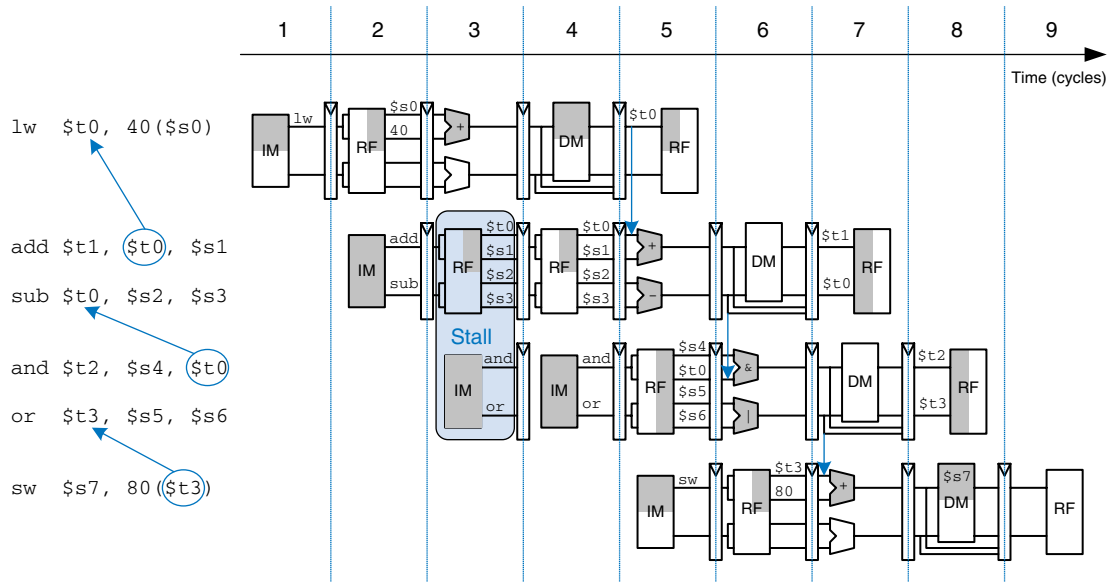 1 2 3 4 5 6 7 8 9
Time (cycles)
lw $t0, 40($s0)
IM lw RF $s0 40 + DM $t0 RF
add $t1, $t0, $s1
sub $t0, $s2, $s3
IM add sub RF $t0 $s1 $s2 $s3 RF $t0 $s1 $s2 $s3 + - DM $t1 $t0 RF
Stall
and $t2, $s4, $t0
or $t3, $s5, $s6
IM and or IM and or RF $s4 $t0 $s5 $s6 & | DM $t2 $t3 RF
sw $s7, 80($t3)
IM sw RF $t3 80 + $s7 DM RF